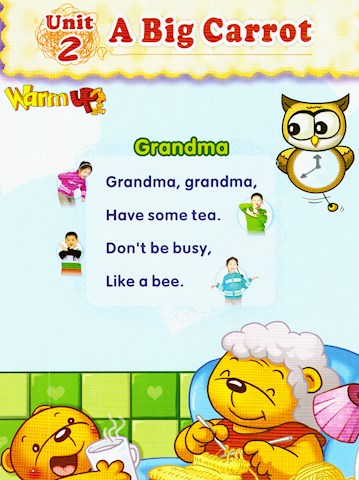 Unit
2
A Big Carrot
Warm up
Grandma
Grandma, grandma,
Have some tea.
Don't be busy,
Like a bee.